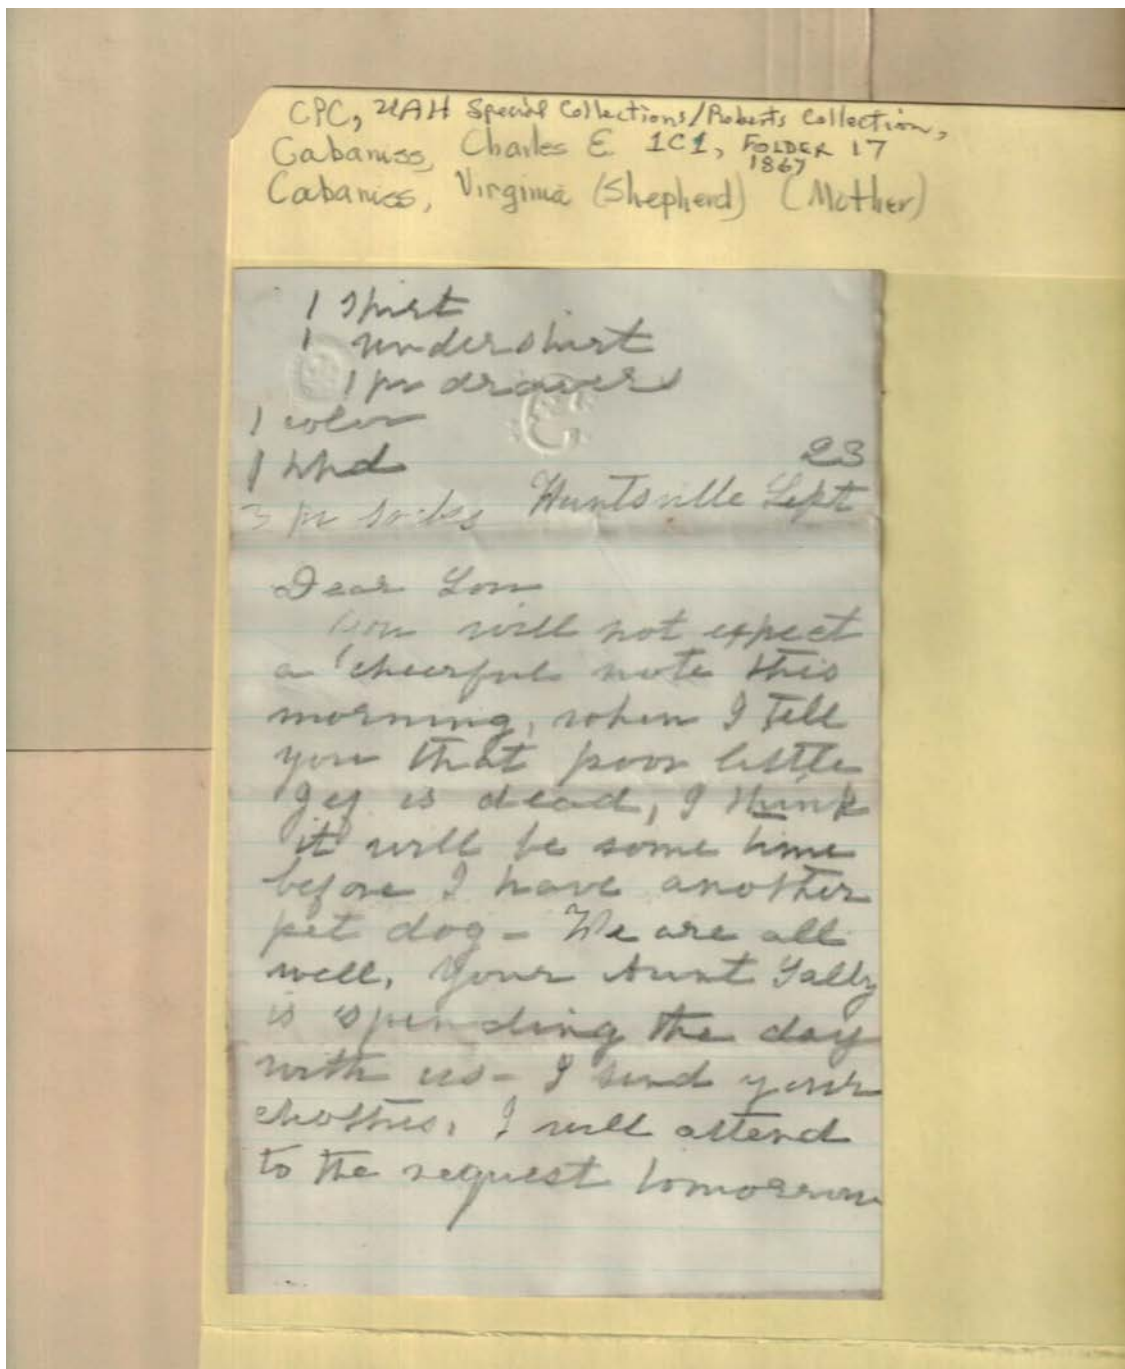 CPC, UAH Special Collections/Roberts Collection,
Cabaniss, Charles E 1C1, FOLDER 17
1867
Cabaniss, Virginia (Shepherd) (Mother)
1 Shirt
1 undershirt
1 pr drawers
1 coler
1 hhd
23
3 pr socks Huntsville Sept
Dear Son
You will not expect
a cheerful note this
morning, when I tell
you that poor little
Jef is dead, I think
it will be some time
before I have another
pet dog - We are all
well, Your Aunt Sally
is spending the day
with us - I send your
clothes. I will attend
to the request tomorrow